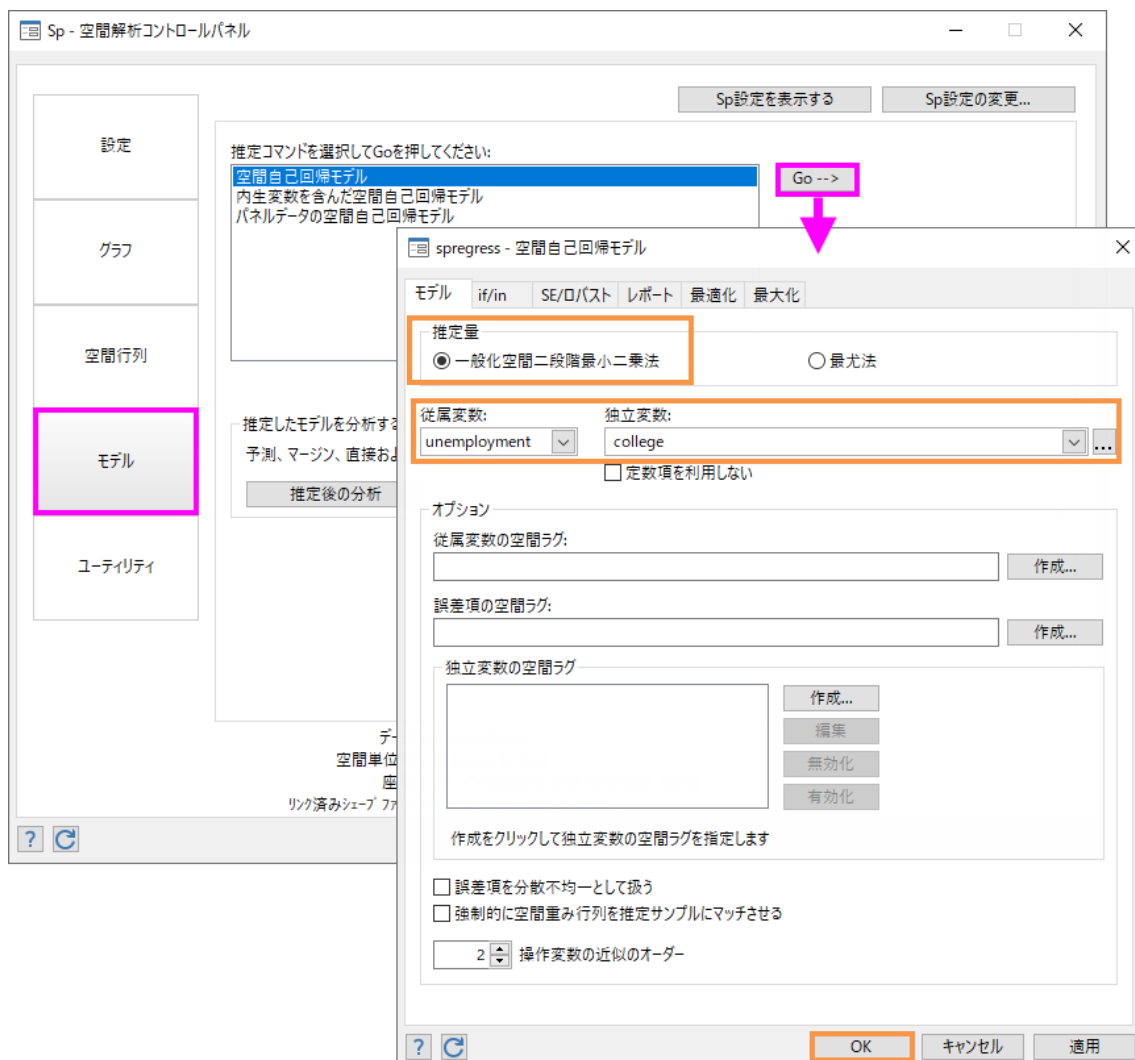 Sp - 空間解析コントロールパネル
Sp設定を表示する
Sp設定の変更...
設定
グラフ
空間行列
モデル
ユーティリティ
推定コマンドを選択してGoを押してください:
空間自己回帰モデル
内生変数を含んだ空間自己回帰モデル
パネルデータの空間自己回帰モデル
Go -->
推定したモデルを分析する
予測、マージン、直接およ
推定後の分析
デー
空間単位
座
リンク済みシェープファ
?
spregress - 空間自己回帰モデル
モデル if/in SE/ロバスト レポート 最適化 最大化
推定量
一般化空間二段階最小二乗法
最尤法
従属変数: 独立変数:
unemployment college ...
定数項を利用しない
オプション
従属変数の空間ラグ:
作成...
誤差項の空間ラグ:
作成...
独立変数の空間ラグ
作成...
編集
無効化
有効化
作成をクリックして独立変数の空間ラグを指定します
誤差項を分散不均一として扱う
強制的に空間重み行列を推定サンプルにマッチさせる
2 操作変数の近似のオーダー
?
OK キャンセル 適用